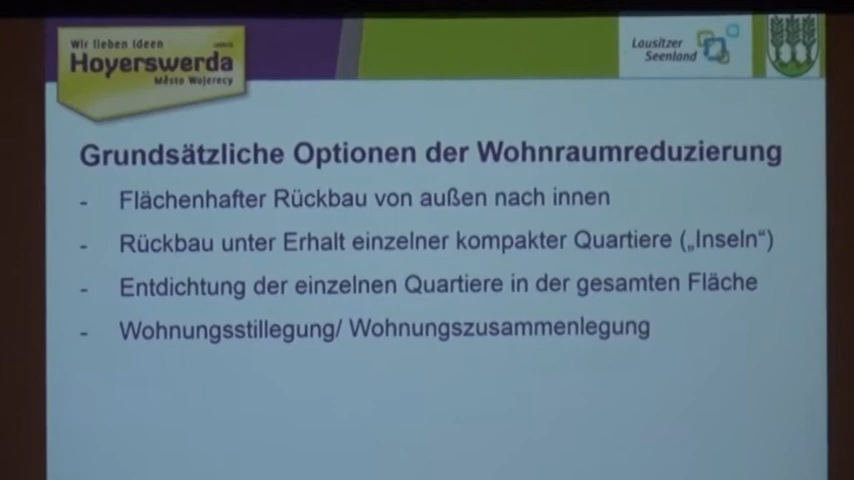 Wir lieben Ideen
Hoyerswerda
Město Wojerecy
Lausitzer
Seenland
Grundsätzliche Optionen der Wohnraumreduzierung
- Flächenhafter Rückbau von außen nach innen
- Rückbau unter Erhalt einzelner kompakter Quartiere („Inseln“)
- Entdichtung der einzelnen Quartiere in der gesamten Fläche
- Wohnungsstillegung/ Wohnungszusammenlegung